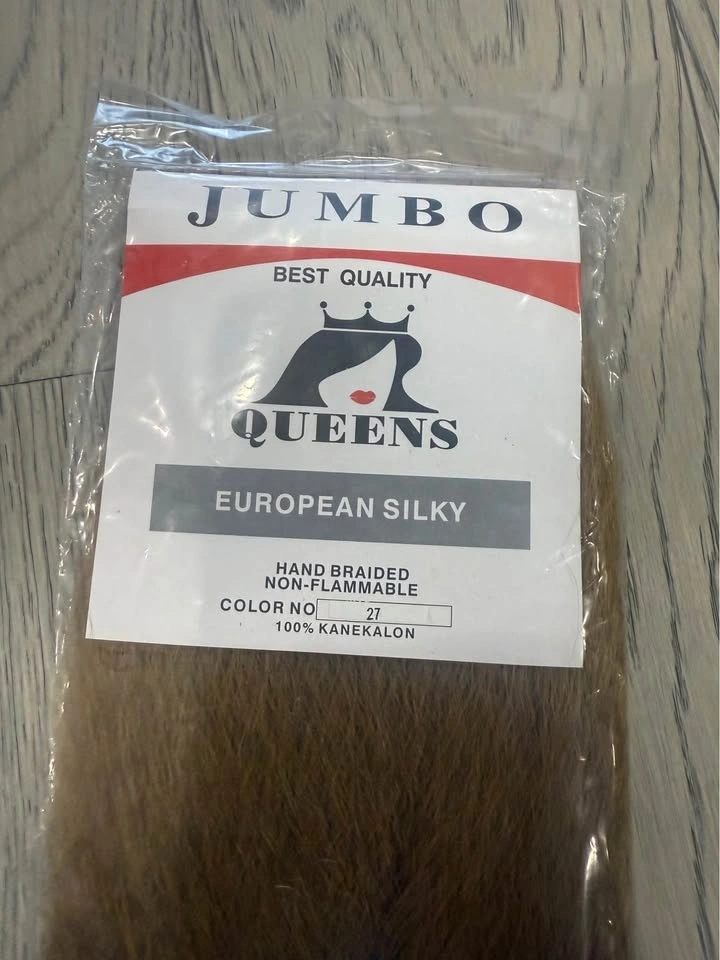 JUMBO
BEST QUALITY
QUEENS
EUROPEAN SILKY
HAND BRAIDED
NON-FLAMMABLE
COLOR NO 27
100% KANEKALON